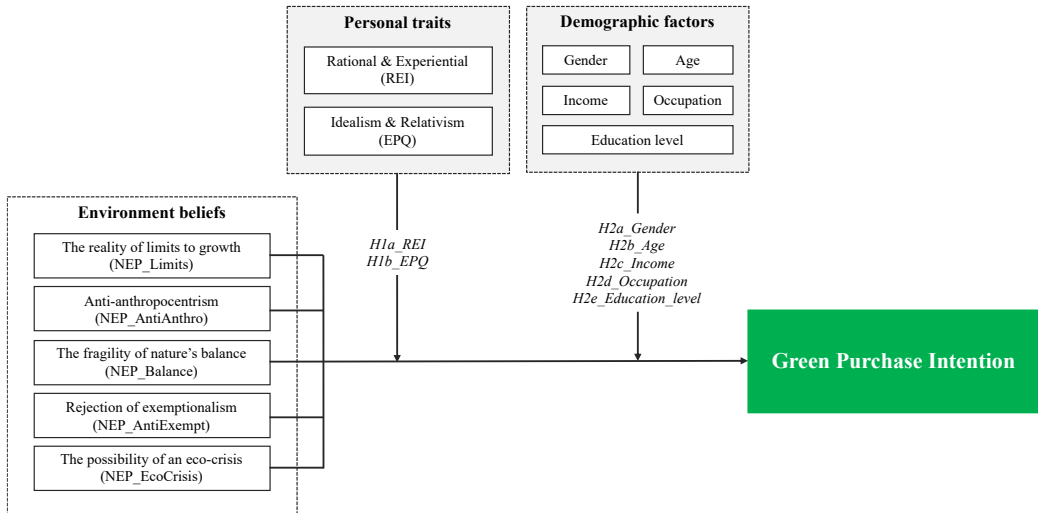 Personal traits
Rational & Experiential
(REI)
Idealism & Relativism
(EPQ)
Demographic factors
Gender
Age
Income
Occupation
Education level
Environment beliefs
The reality of limits to growth
(NEP_Limits)
Anti-anthropocentrism
(NEP_AntiAnthro)
The fragility of nature’s balance
(NEP_Balance)
Rejection of exemptionalism
(NEP_AntiExempt)
The possibility of an eco-crisis
(NEP_EcoCrisis)
H1a_REI
H1b_EPQ
H2a_Gender
H2b_Age
H2c_Income
H2d_Occupation
H2e_Education_level
Green Purchase Intention